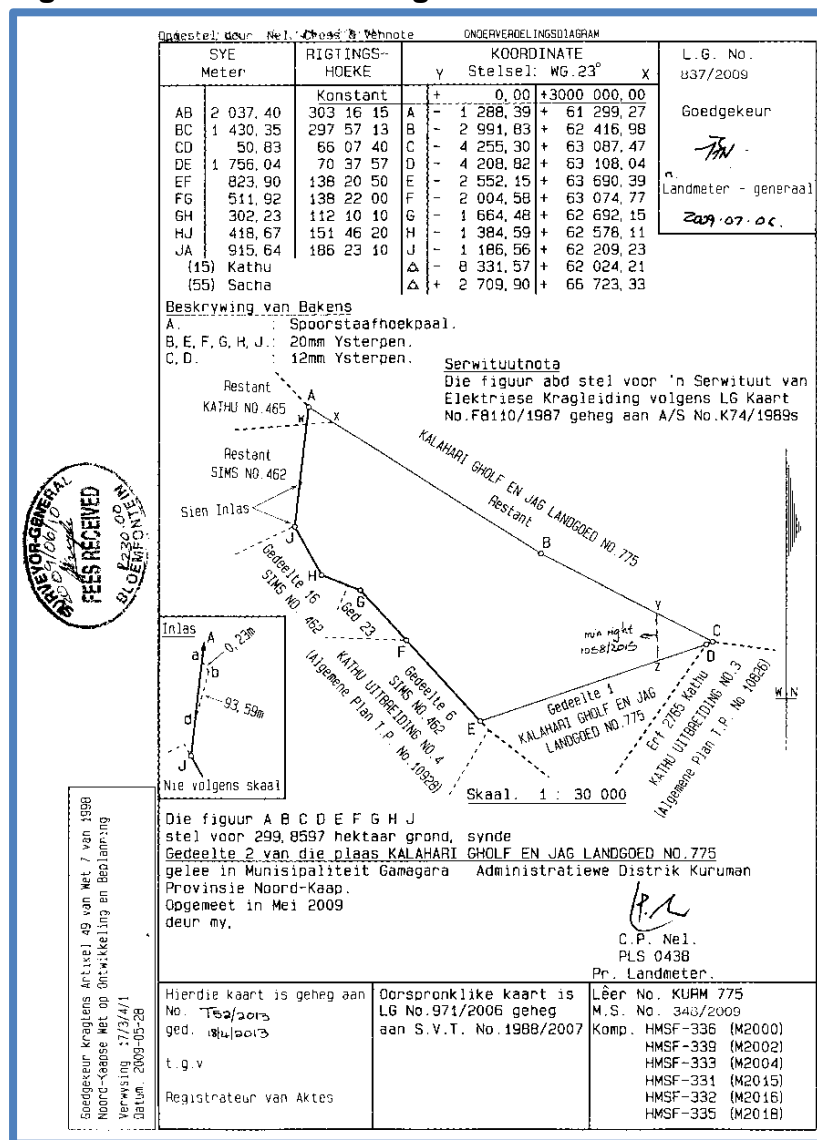 Opgestel deur Nel, ONDERVERDELINGSDIAGRAM
SYE Meter RIGTINGS- HOEKE KOORDINATE Y Stelsel: WG.23° X L.G. No. 837/2009
Konstant + 0,00 +3000 000,00
AB 2 037,40 303 16 15 A - 1 288,39 + 61 299,27
BC 1 430,35 297 57 13 B - 2 991,83 + 62 416,98
CD 50,83 66 07 40 C - 4 255,30 + 63 087,47
DE 1 756,04 70 37 57 D - 4 208,82 + 63 108,04
EF 823,90 138 20 50 E - 2 552,15 + 63 690,39
FG 511,92 138 22 00 F - 2 004,58 + 63 074,77
GH 302,23 112 10 10 G - 1 664,48 + 62 692,15
HJ 418,67 151 46 20 H - 1 384,59 + 62 578,11
JA 915,64 186 23 10 J - 1 186,56 + 62 209,23
(15) Kathu △ - 8 331,57 + 62 024,21
(55) Sacha △ + 2 709,90 + 66 723,33
Goedgekeur
n.
Landmeter - generaal
2009.07.06.
Beskrywing van Bakens
A. : Spoorstaafhoekpaal.
B, E, F, G, H, J.: 20mm Ysterpen.
C, D. : 12mm Ysterpen.
Serwituutnota
Die figuur abd stel voor 'n Serwituut van
Elektriese Kragleiding volgens LG Kaart
No.F8110/1987 geheg aan A/S No.K74/1989s
Restant
KATHU NO.465
A
w
x
Restant
SIMS NO.462
Sien Inlas
KALAHARI GHOLF EN JAG LANDGOED NO.775
Restant
B
J
H
G
F
E
C
D
Y
Z
min right
1058/2015
Gedeelte 16
SIMS NO. 462
Ged 23
Gedeelte 6
SIMS NO.462
KATHU UITBREIDING NO.4
(Algemene Plan T.P. No.10928)
Gedeelte 1
KALAHARI GHOLF EN JAG
LANDGOED NO.775
Erf 2765 Kathu
KATHU UITBREIDING NO.3
(Algemene Plan T.P. No 10826)
W.N
SURVEYOR-GENERAL
2009/06/10
FEES RECEIVED
R230.00
BLOEMFONTEIN
Inlas
A
a
0,23m
b
93,59m
d
J
Nie volgens skaal
Skaal. 1 : 30 000
Die figuur A B C D E F G H J
stel voor 299,8597 hektaar grond, synde
Gedeelte 2 van die plaas KALAHARI GHOLF EN JAG LANDGOED NO.775
gelee in Munisipaliteit Gamagara Administratiewe Distrik Kuruman
Provinsie Noord-Kaap.
Opgemeet in Mei 2009
deur my,
C.P. Nel.
PLS 0438
Pr. Landmeter.
Goedgekeur kragtens Artikel 49 van Wet 7 van 1998
Noord-Kaapse Wet op Ontwikkeling en Beplanning
Verwysing :7/3/4/1
Datum. 2009-05-28
Hierdie kaart is geheg aan
No. T52/2013
ged. 18/4/2013
t.g.v
Registrateur van Aktes
Oorspronklike kaart is
LG No.971/2006 geheg
aan S.V.T. No.1988/2007
Lêer No. KURM 775
M.S. No. 348/2009
Komp. HMSF-336 (M2000)
HMSF-339 (M2002)
HMSF-333 (M2004)
HMSF-331 (M2015)
HMSF-332 (M2016)
HMSF-335 (M2018)